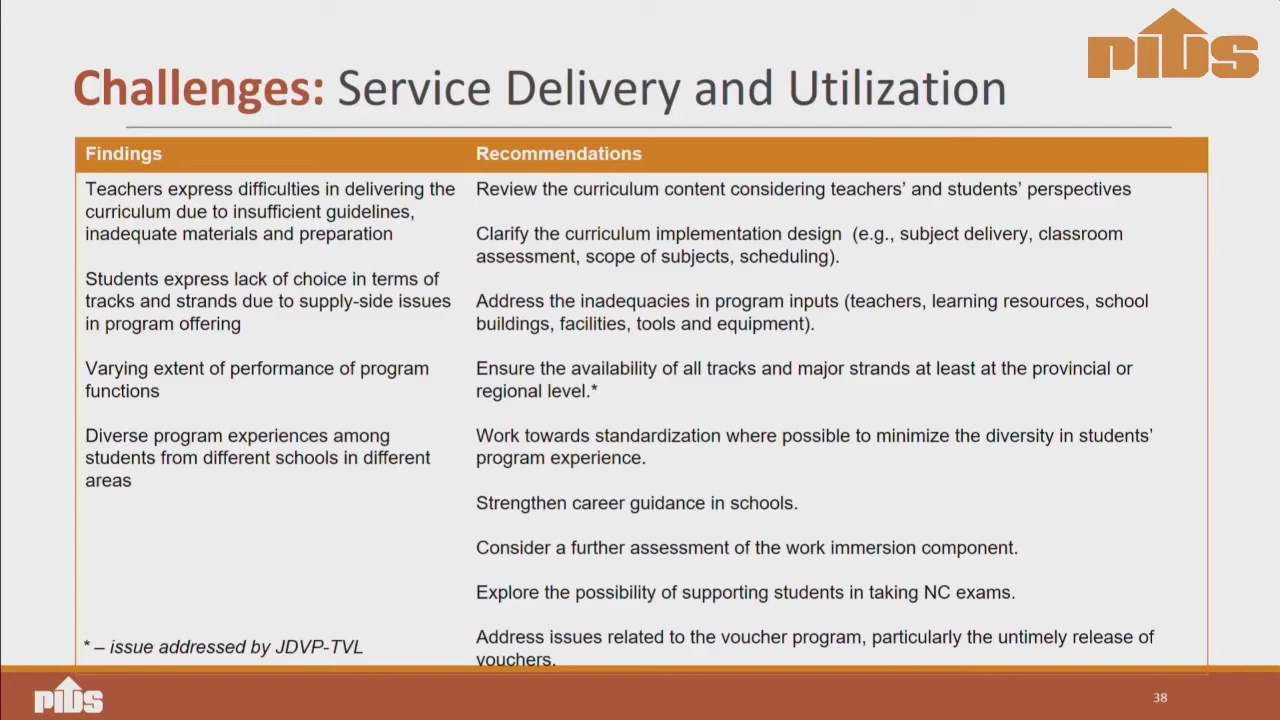 PIDS
Challenges: Service Delivery and Utilization
Findings
Recommendations
Teachers express difficulties in delivering the
curriculum due to insufficient guidelines,
inadequate materials and preparation
Students express lack of choice in terms of
tracks and strands due to supply-side issues
in program offering
Varying extent of performance of program
functions
Diverse program experiences among
students from different schools in different
areas
* – issue addressed by JDVP-TVL
Review the curriculum content considering teachers’ and students’ perspectives
Clarify the curriculum implementation design (e.g., subject delivery, classroom
assessment, scope of subjects, scheduling).
Address the inadequacies in program inputs (teachers, learning resources, school
buildings, facilities, tools and equipment).
Ensure the availability of all tracks and major strands at least at the provincial or
regional level.*
Work towards standardization where possible to minimize the diversity in students’
program experience.
Strengthen career guidance in schools.
Consider a further assessment of the work immersion component.
Explore the possibility of supporting students in taking NC exams.
Address issues related to the voucher program, particularly the untimely release of
vouchers.
PIDS
38